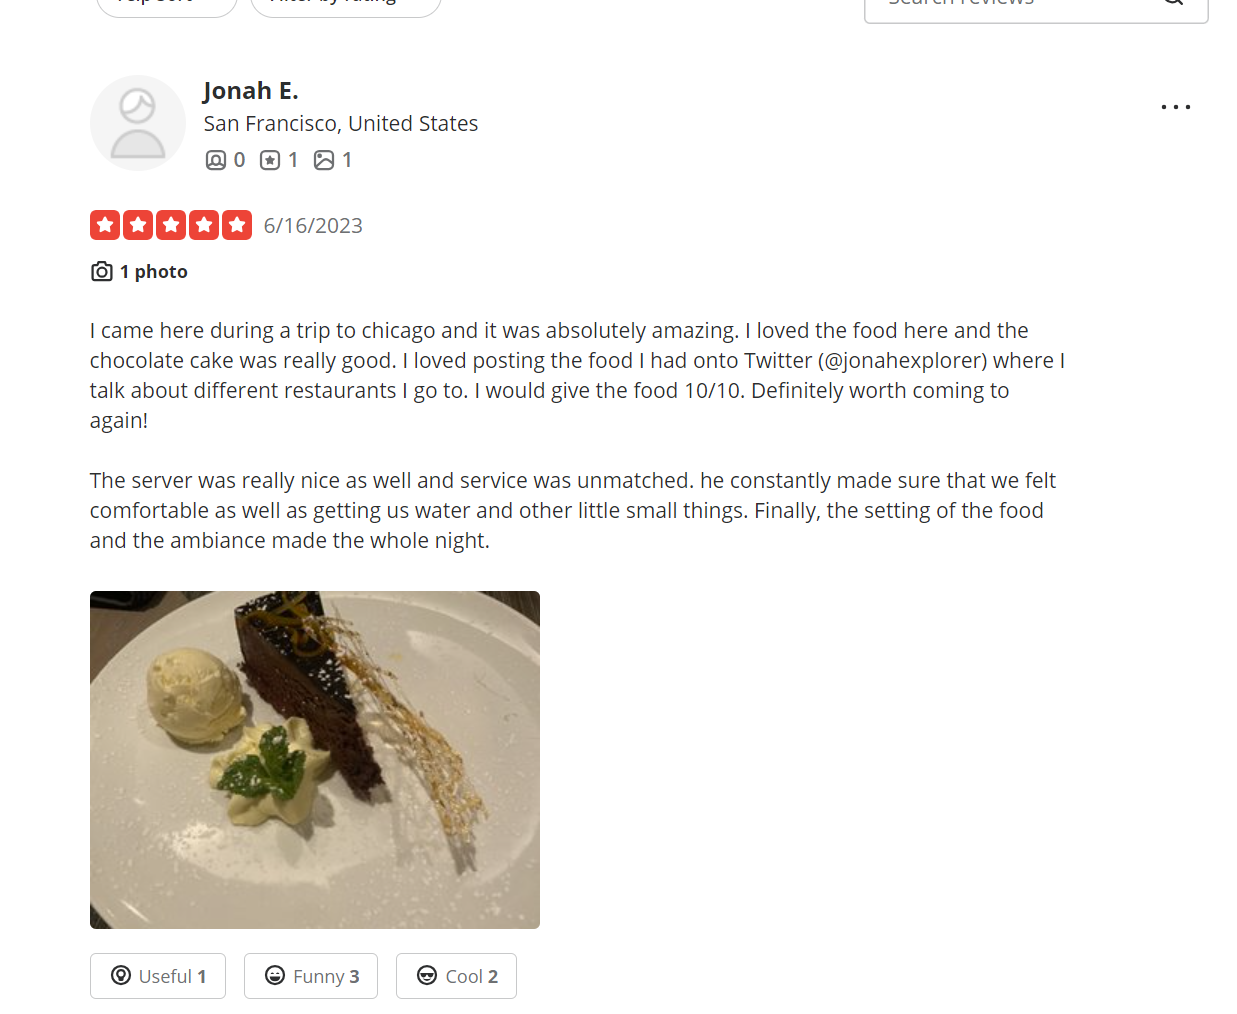 Jonah E.
San Francisco, United States
0 1 1
6/16/2023
1 photo
I came here during a trip to chicago and it was absolutely amazing. I loved the food here and the
chocolate cake was really good. I loved posting the food I had onto Twitter (@jonahexplorer) where I
talk about different restaurants I go to. I would give the food 10/10. Definitely worth coming to
again!
The server was really nice as well and service was unmatched. he constantly made sure that we felt
comfortable as well as getting us water and other little small things. Finally, the setting of the food
and the ambiance made the whole night.
Useful 1 Funny 3 Cool 2